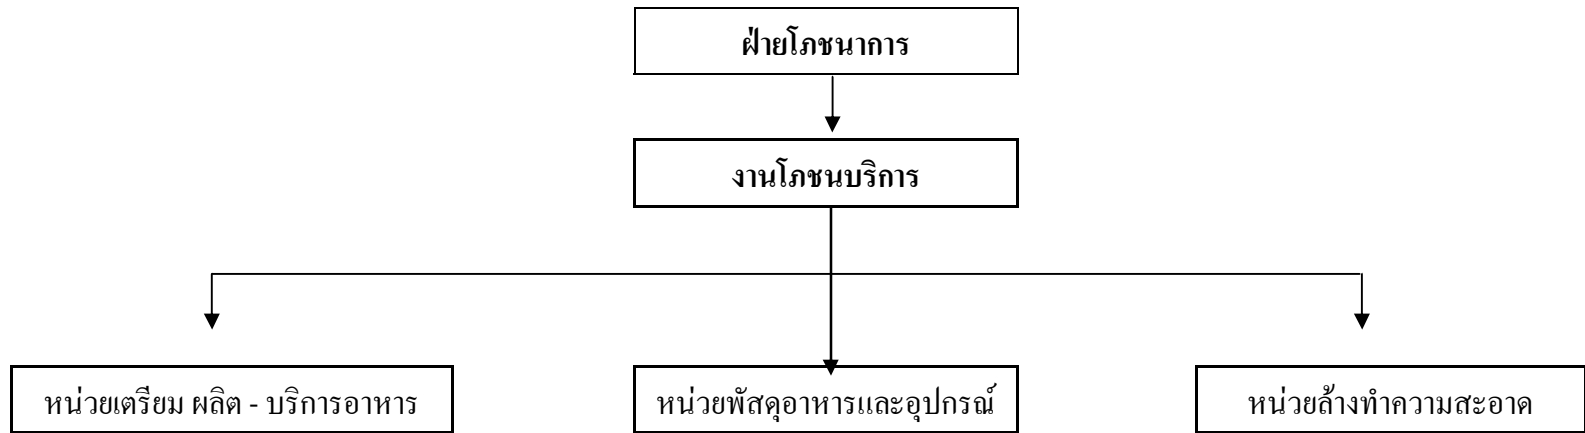 ฝ่ายโภชนาการ
งานโภชนบริการ
หน่วยเตรียม ผลิต - บริการอาหาร
หน่วยพัสดุอาหารและอุปกรณ์
หน่วยล้างทำความสะอาด